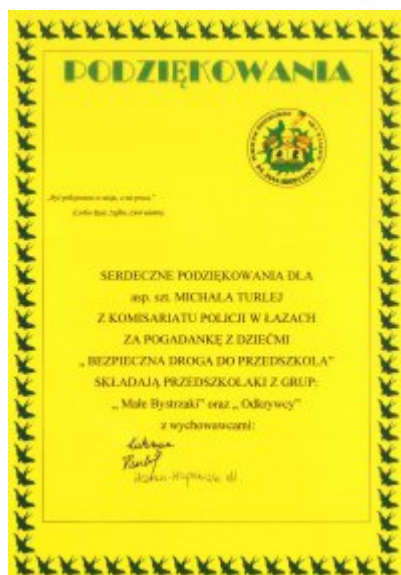 PODZIĘKOWANIA
SERDECZNE PODZIĘKOWANIA DLA
asp. szt. MICHAŁA TURLEJ
Z KOMISARIATU POLICJI W ŁAZACH
ZA POGADANKĘ Z DZIEĆMI
„ BEZPIECZNA DROGA DO PRZEDSZKOLA”
SKŁADAJĄ PRZEDSZKOLAKI Z GRUP:
„ Małe Bystrzaki” oraz „ Odkrywcy”
z wychowawcami: